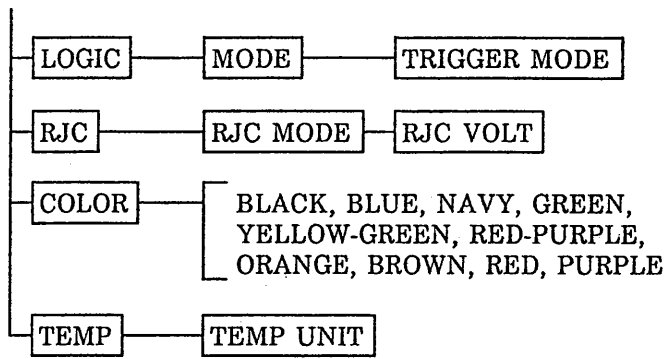 LOGIC MODE TRIGGER MODE
RJC RJC MODE RJC VOLT
COLOR BLACK, BLUE, NAVY, GREEN,
YELLOW-GREEN, RED-PURPLE,
ORANGE, BROWN, RED, PURPLE
TEMP TEMP UNIT